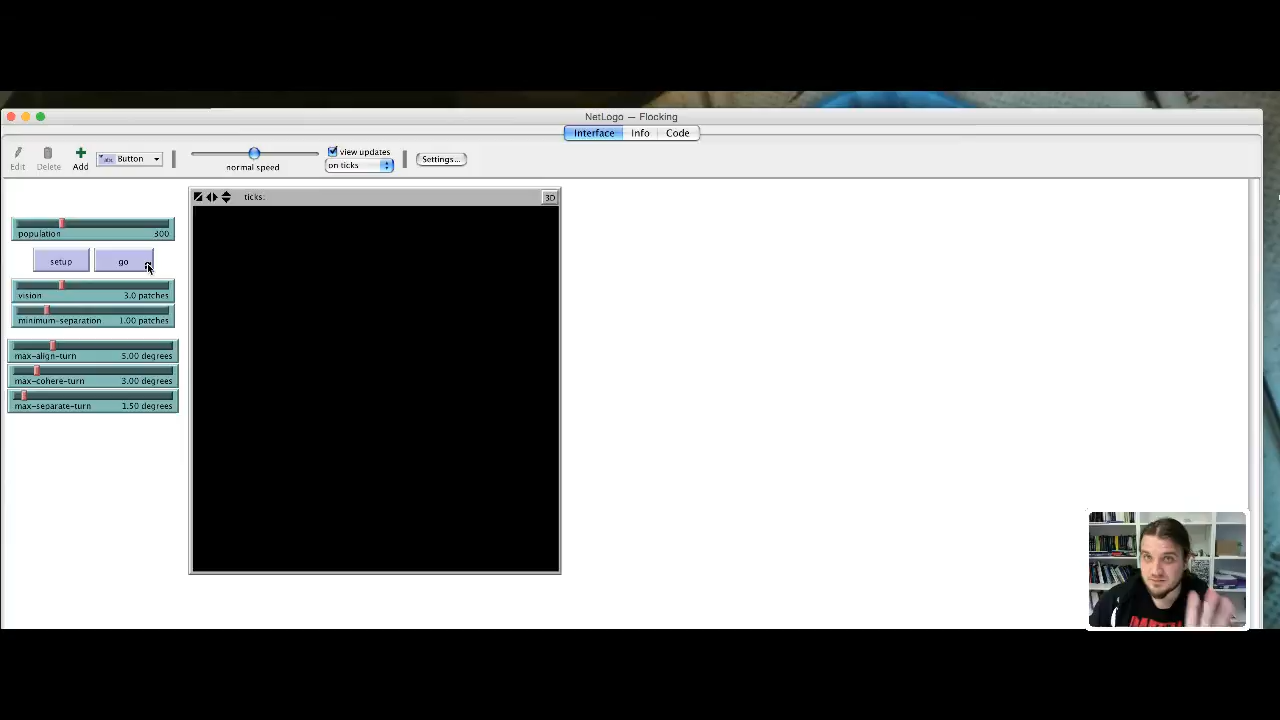 NetLogo — Flocking
Interface Info Code
Edit Delete Add Button normal speed view updates on ticks Settings...
ticks: 3D
population 300
setup go
vision 3.0 patches
minimum-separation 1.00 patches
max-align-turn 5.00 degrees
max-cohere-turn 3.00 degrees
max-separate-turn 1.50 degrees